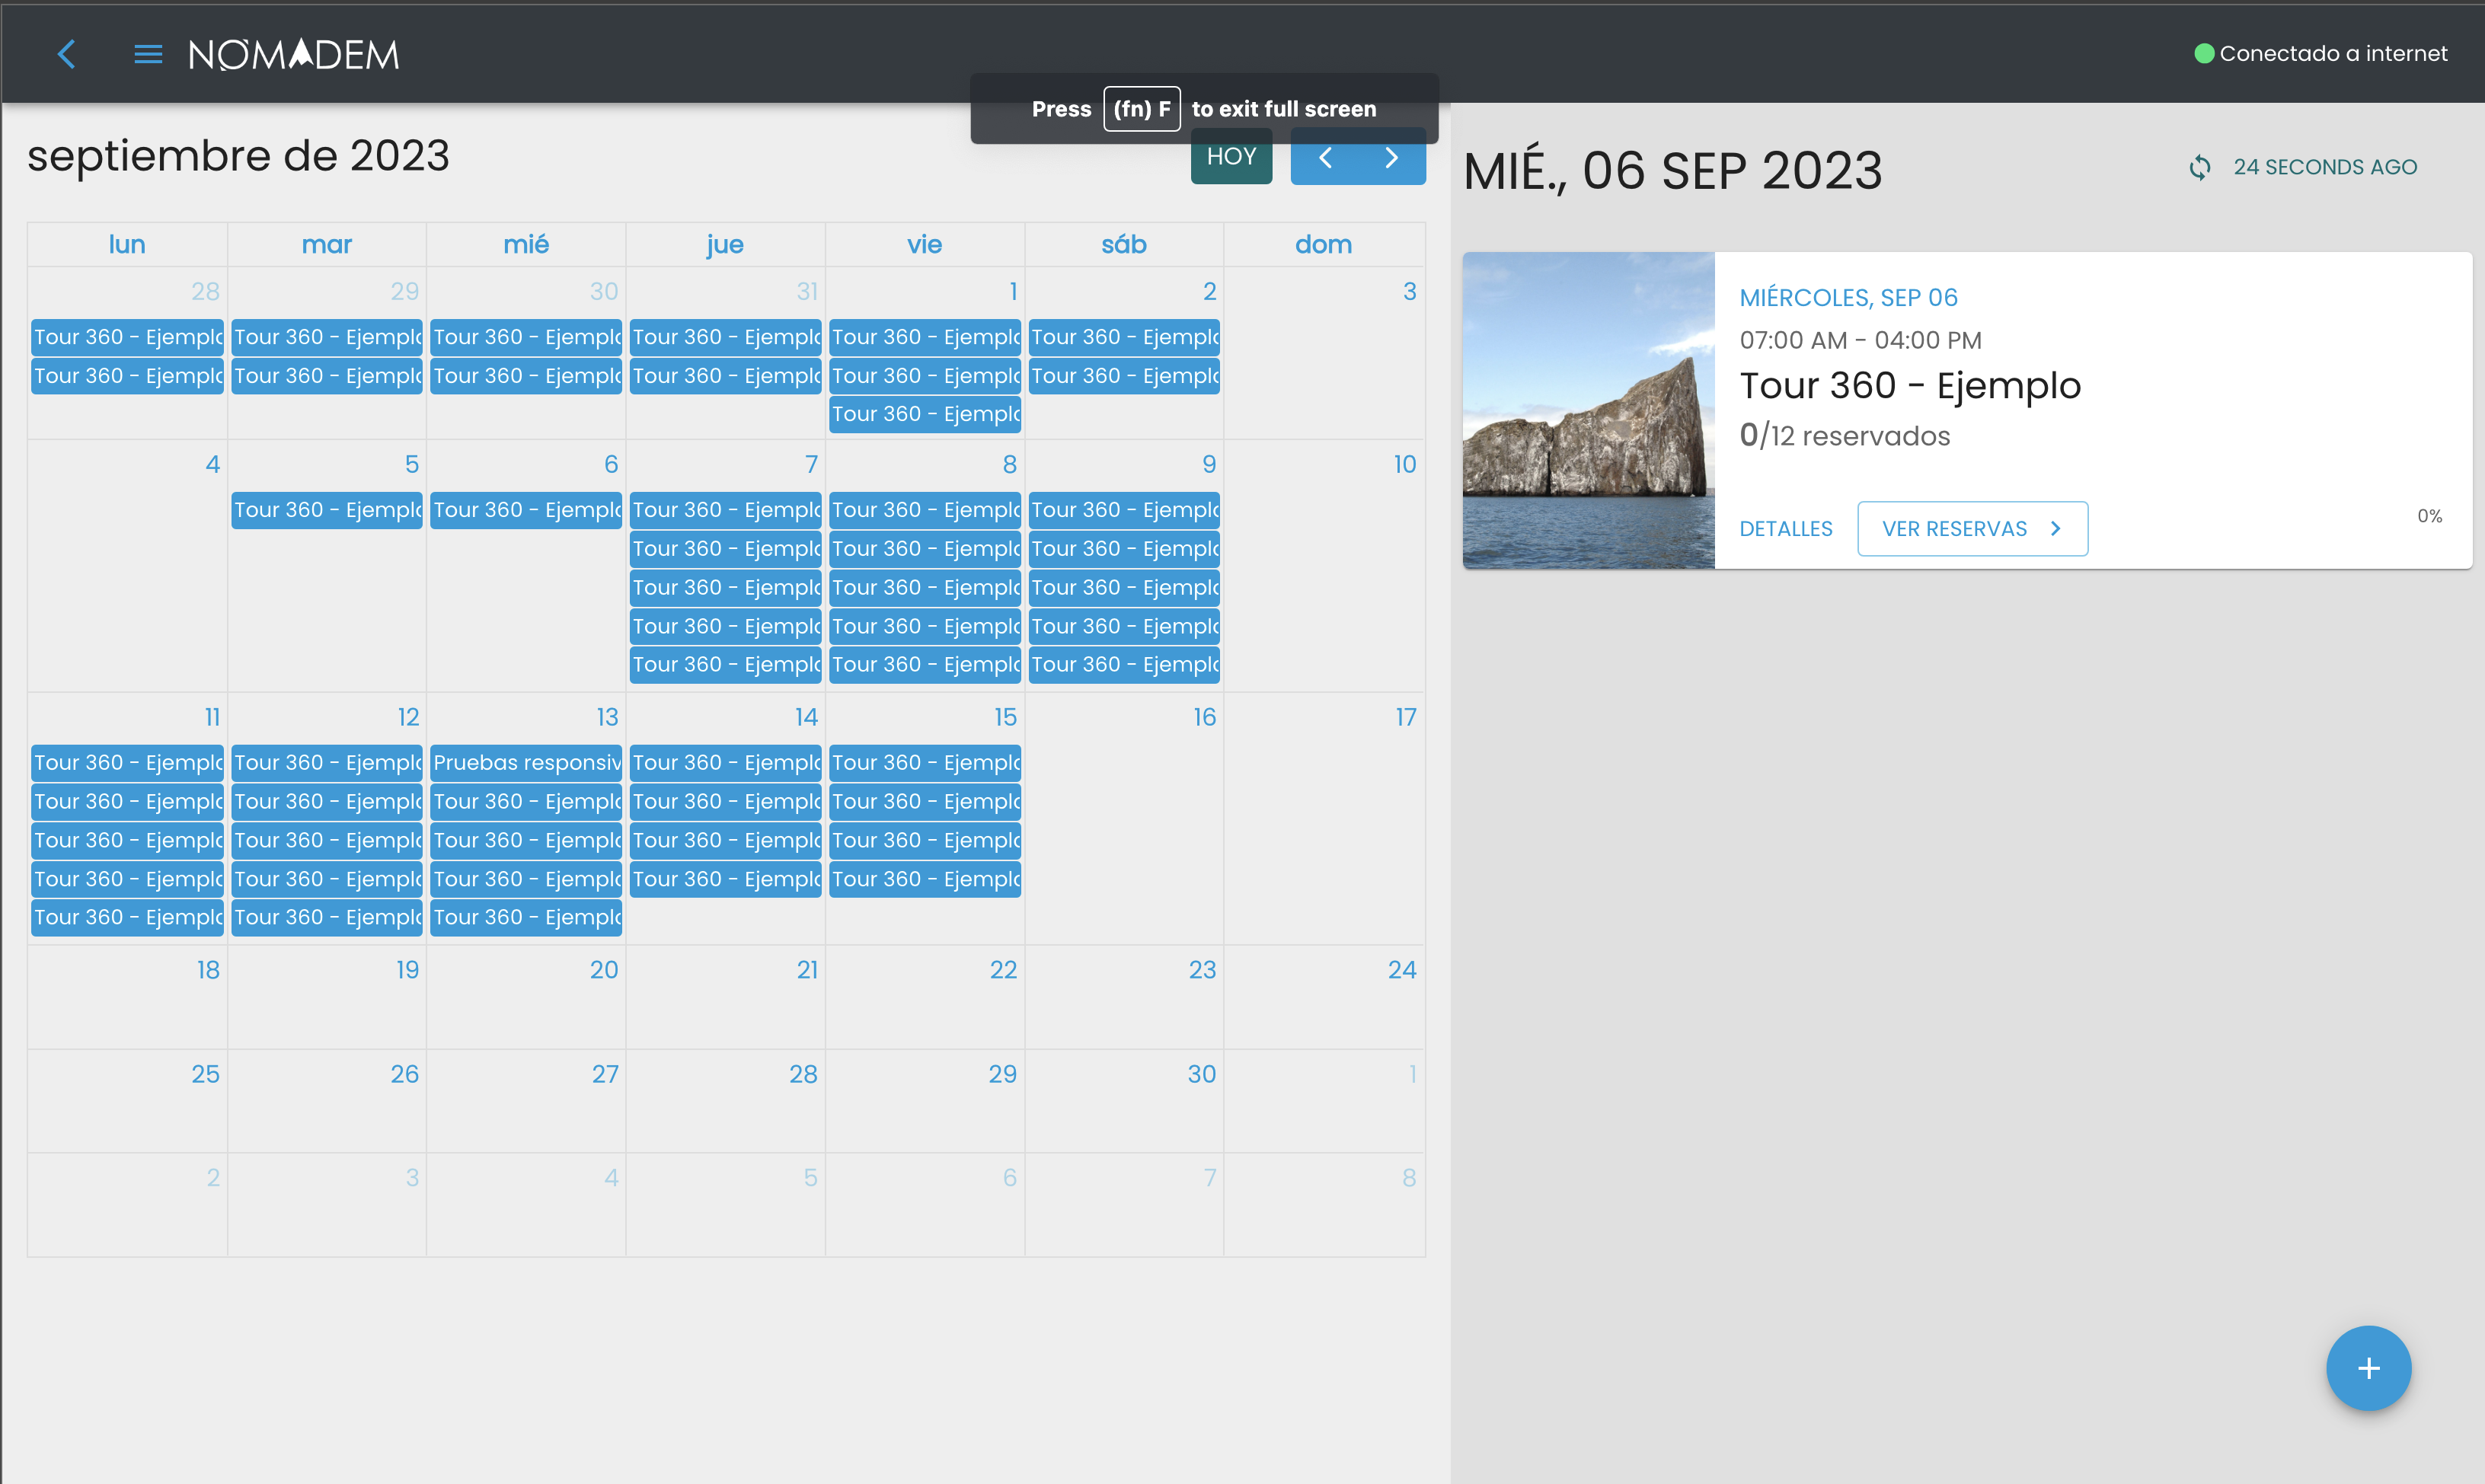 NOMADEM
Conectado a internet
Press (fn) F to exit full screen
septiembre de 2023
HOY
lun mar mié jue vie sáb dom
28 29 30 31 1 2 3
Tour 360 - Ejemplo Tour 360 - Ejemplo Tour 360 - Ejemplo Tour 360 - Ejemplo Tour 360 - Ejemplo Tour 360 - Ejemplo
Tour 360 - Ejemplo Tour 360 - Ejemplo Tour 360 - Ejemplo Tour 360 - Ejemplo Tour 360 - Ejemplo Tour 360 - Ejemplo
Tour 360 - Ejemplo
4 5 6 7 8 9 10
Tour 360 - Ejemplo Tour 360 - Ejemplo Tour 360 - Ejemplo Tour 360 - Ejemplo Tour 360 - Ejemplo
Tour 360 - Ejemplo Tour 360 - Ejemplo Tour 360 - Ejemplo
Tour 360 - Ejemplo Tour 360 - Ejemplo Tour 360 - Ejemplo
Tour 360 - Ejemplo Tour 360 - Ejemplo Tour 360 - Ejemplo
Tour 360 - Ejemplo Tour 360 - Ejemplo Tour 360 - Ejemplo
11 12 13 14 15 16 17
Tour 360 - Ejemplo Tour 360 - Ejemplo Pruebas responsiv Tour 360 - Ejemplo Tour 360 - Ejemplo
Tour 360 - Ejemplo Tour 360 - Ejemplo Tour 360 - Ejemplo Tour 360 - Ejemplo Tour 360 - Ejemplo
Tour 360 - Ejemplo Tour 360 - Ejemplo Tour 360 - Ejemplo Tour 360 - Ejemplo Tour 360 - Ejemplo
Tour 360 - Ejemplo Tour 360 - Ejemplo Tour 360 - Ejemplo Tour 360 - Ejemplo Tour 360 - Ejemplo
Tour 360 - Ejemplo Tour 360 - Ejemplo Tour 360 - Ejemplo
18 19 20 21 22 23 24
25 26 27 28 29 30 1
2 3 4 5 6 7 8
MIÉ., 06 SEP 2023
24 SECONDS AGO
MIÉRCOLES, SEP 06
07:00 AM - 04:00 PM
Tour 360 - Ejemplo
0/12 reservados
DETALLES VER RESERVAS
0%